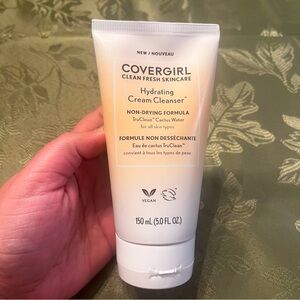 NEW / NOUVEAU
COVERGIRL
CLEAN FRESH SKINCARE
Hydrating
Cream Cleanser™
NON-DRYING FORMULA
TruClean™ Cactus Water
for all skin types
FORMULE NON DESSÉCHANTE
Eau de cactus TruClean™
convient à tous les types de peau
VEGAN
150 mL (5.0 FL. OZ.)